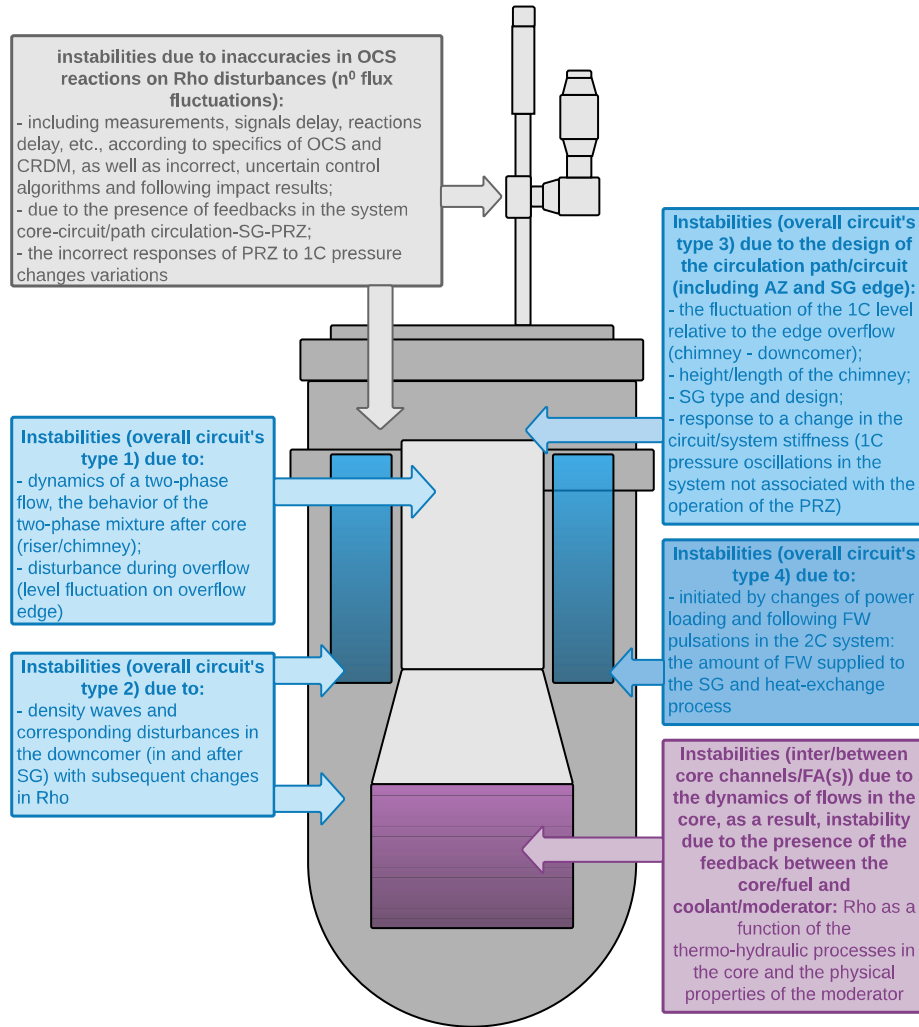 instabilities due to inaccuracies in OCS
reactions on Rho disturbances (n⁰ flux
fluctuations):
- including measurements, signals delay, reactions
delay, etc., according to specifics of OCS and
CRDM, as well as incorrect, uncertain control
algorithms and following impact results;
- due to the presence of feedbacks in the system
core-circuit/path circulation-SG-PRZ;
- the incorrect responses of PRZ to 1C pressure
changes variations
Instabilities (overall circuit's
type 3) due to the design of
the circulation path/circuit
(including AZ and SG edge):
- the fluctuation of the 1C level
relative to the edge overflow
(chimney - downcomer);
- height/length of the chimney;
- SG type and design;
- response to a change in the
circuit/system stiffness (1C
pressure oscillations in the
system not associated with the
operation of the PRZ)
Instabilities (overall circuit's
type 1) due to:
- dynamics of a two-phase
flow, the behavior of the
two-phase mixture after core
(riser/chimney);
- disturbance during overflow
(level fluctuation on overflow
edge)
Instabilities (overall circuit's
type 4) due to:
- initiated by changes of power
loading and following FW
pulsations in the 2C system:
the amount of FW supplied to
the SG and heat-exchange
process
Instabilities (overall circuit's
type 2) due to:
- density waves and
corresponding disturbances in
the downcomer (in and after
SG) with subsequent changes
in Rho
Instabilities (inter/between
core channels/FA(s)) due to
the dynamics of flows in the
core, as a result, instability
due to the presence of the
feedback between the
core/fuel and
coolant/moderator: Rho as a
function of the
thermo-hydraulic processes in
the core and the physical
properties of the moderator